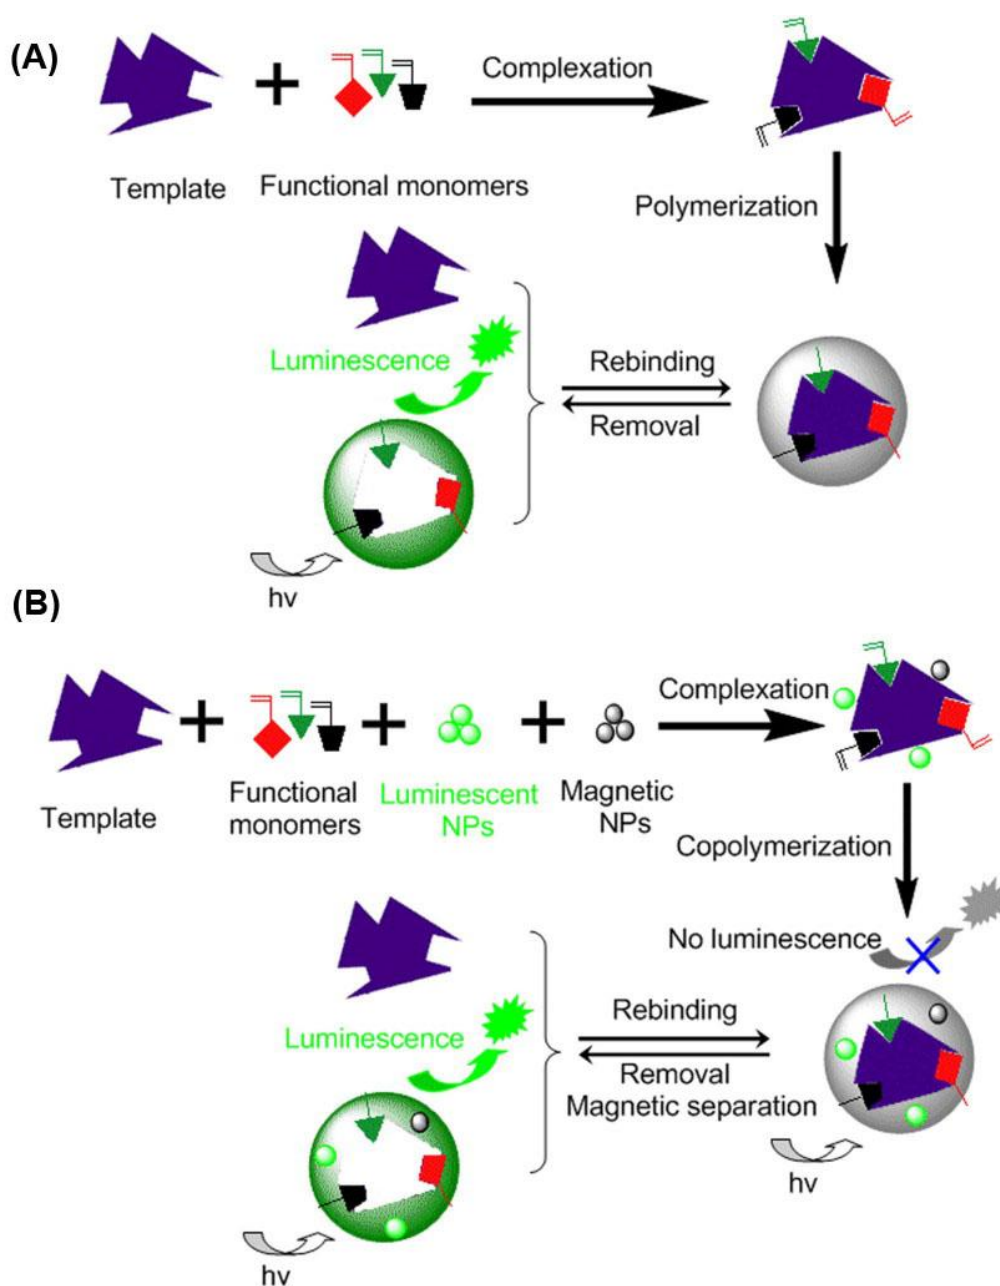 (A)
Complexation
Template
Functional monomers
Polymerization
Luminescence
Rebinding
Removal
hv
(B)
Complexation
Template
Functional
monomers
Luminescent
NPs
Magnetic
NPs
Copolymerization
No luminescence
Luminescence
Rebinding
Removal
Magnetic separation
hv
hv